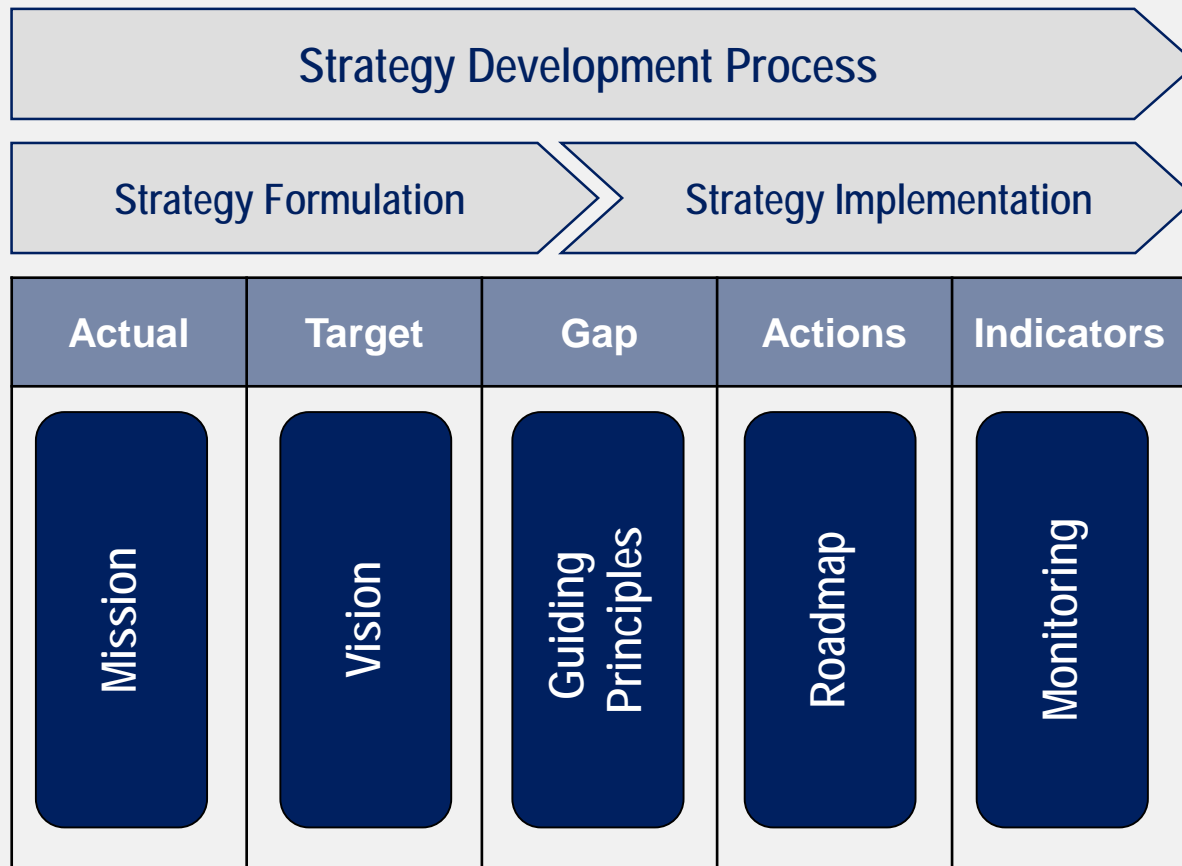 Strategy Development Process
Strategy Formulation
Strategy Implementation
Actual
Target
Gap
Actions
Indicators
Mission
Vision
Guiding
Principles
Roadmap
Monitoring